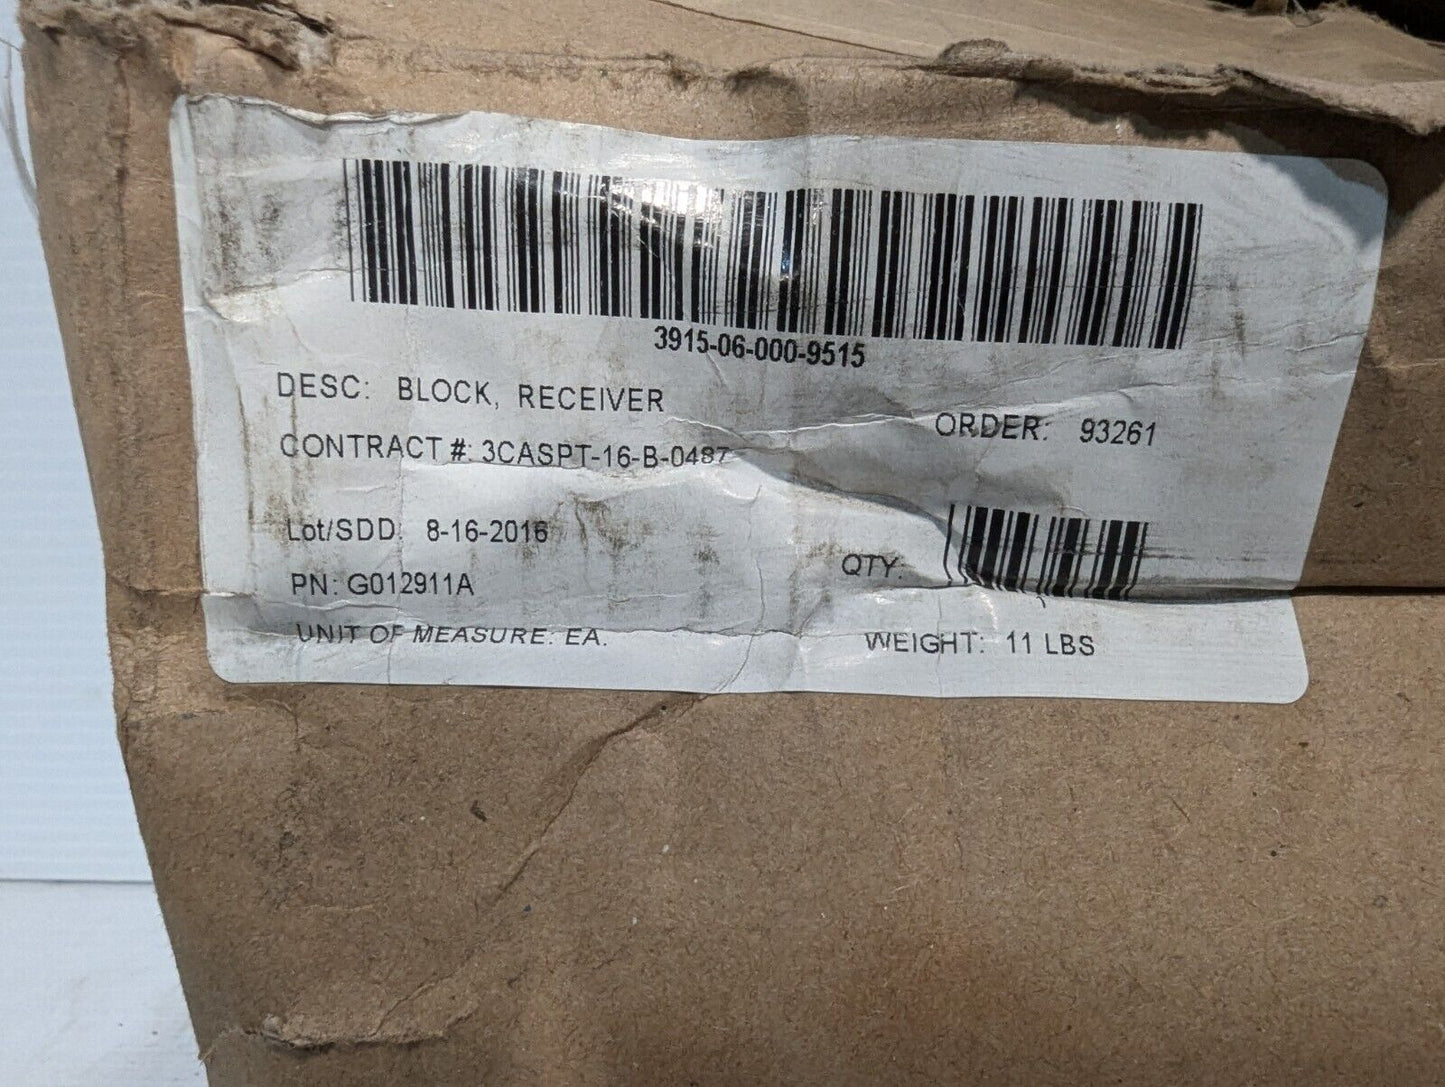 3915-06-000-9515
DESC: BLOCK, RECEIVER
ORDER: 93261
CONTRACT #: 3CASPT-16-B-0487
Lot/SDD: 8-16-2016
QTY:
PN: G012911A
UNIT OF MEASURE: EA.
WEIGHT: 11 LBS